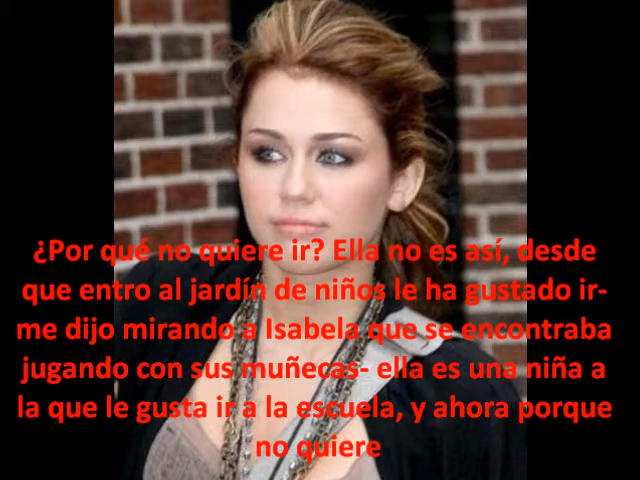 ¿Por qué no quiere ir? Ella no es así, desde
que entro al jardín de niños le ha gustado ir-
me dijo mirando a Isabela que se encontraba
jugando con sus muñecas- ella es una niña a
la que le gusta ir a la escuela, y ahora porque
no quiere